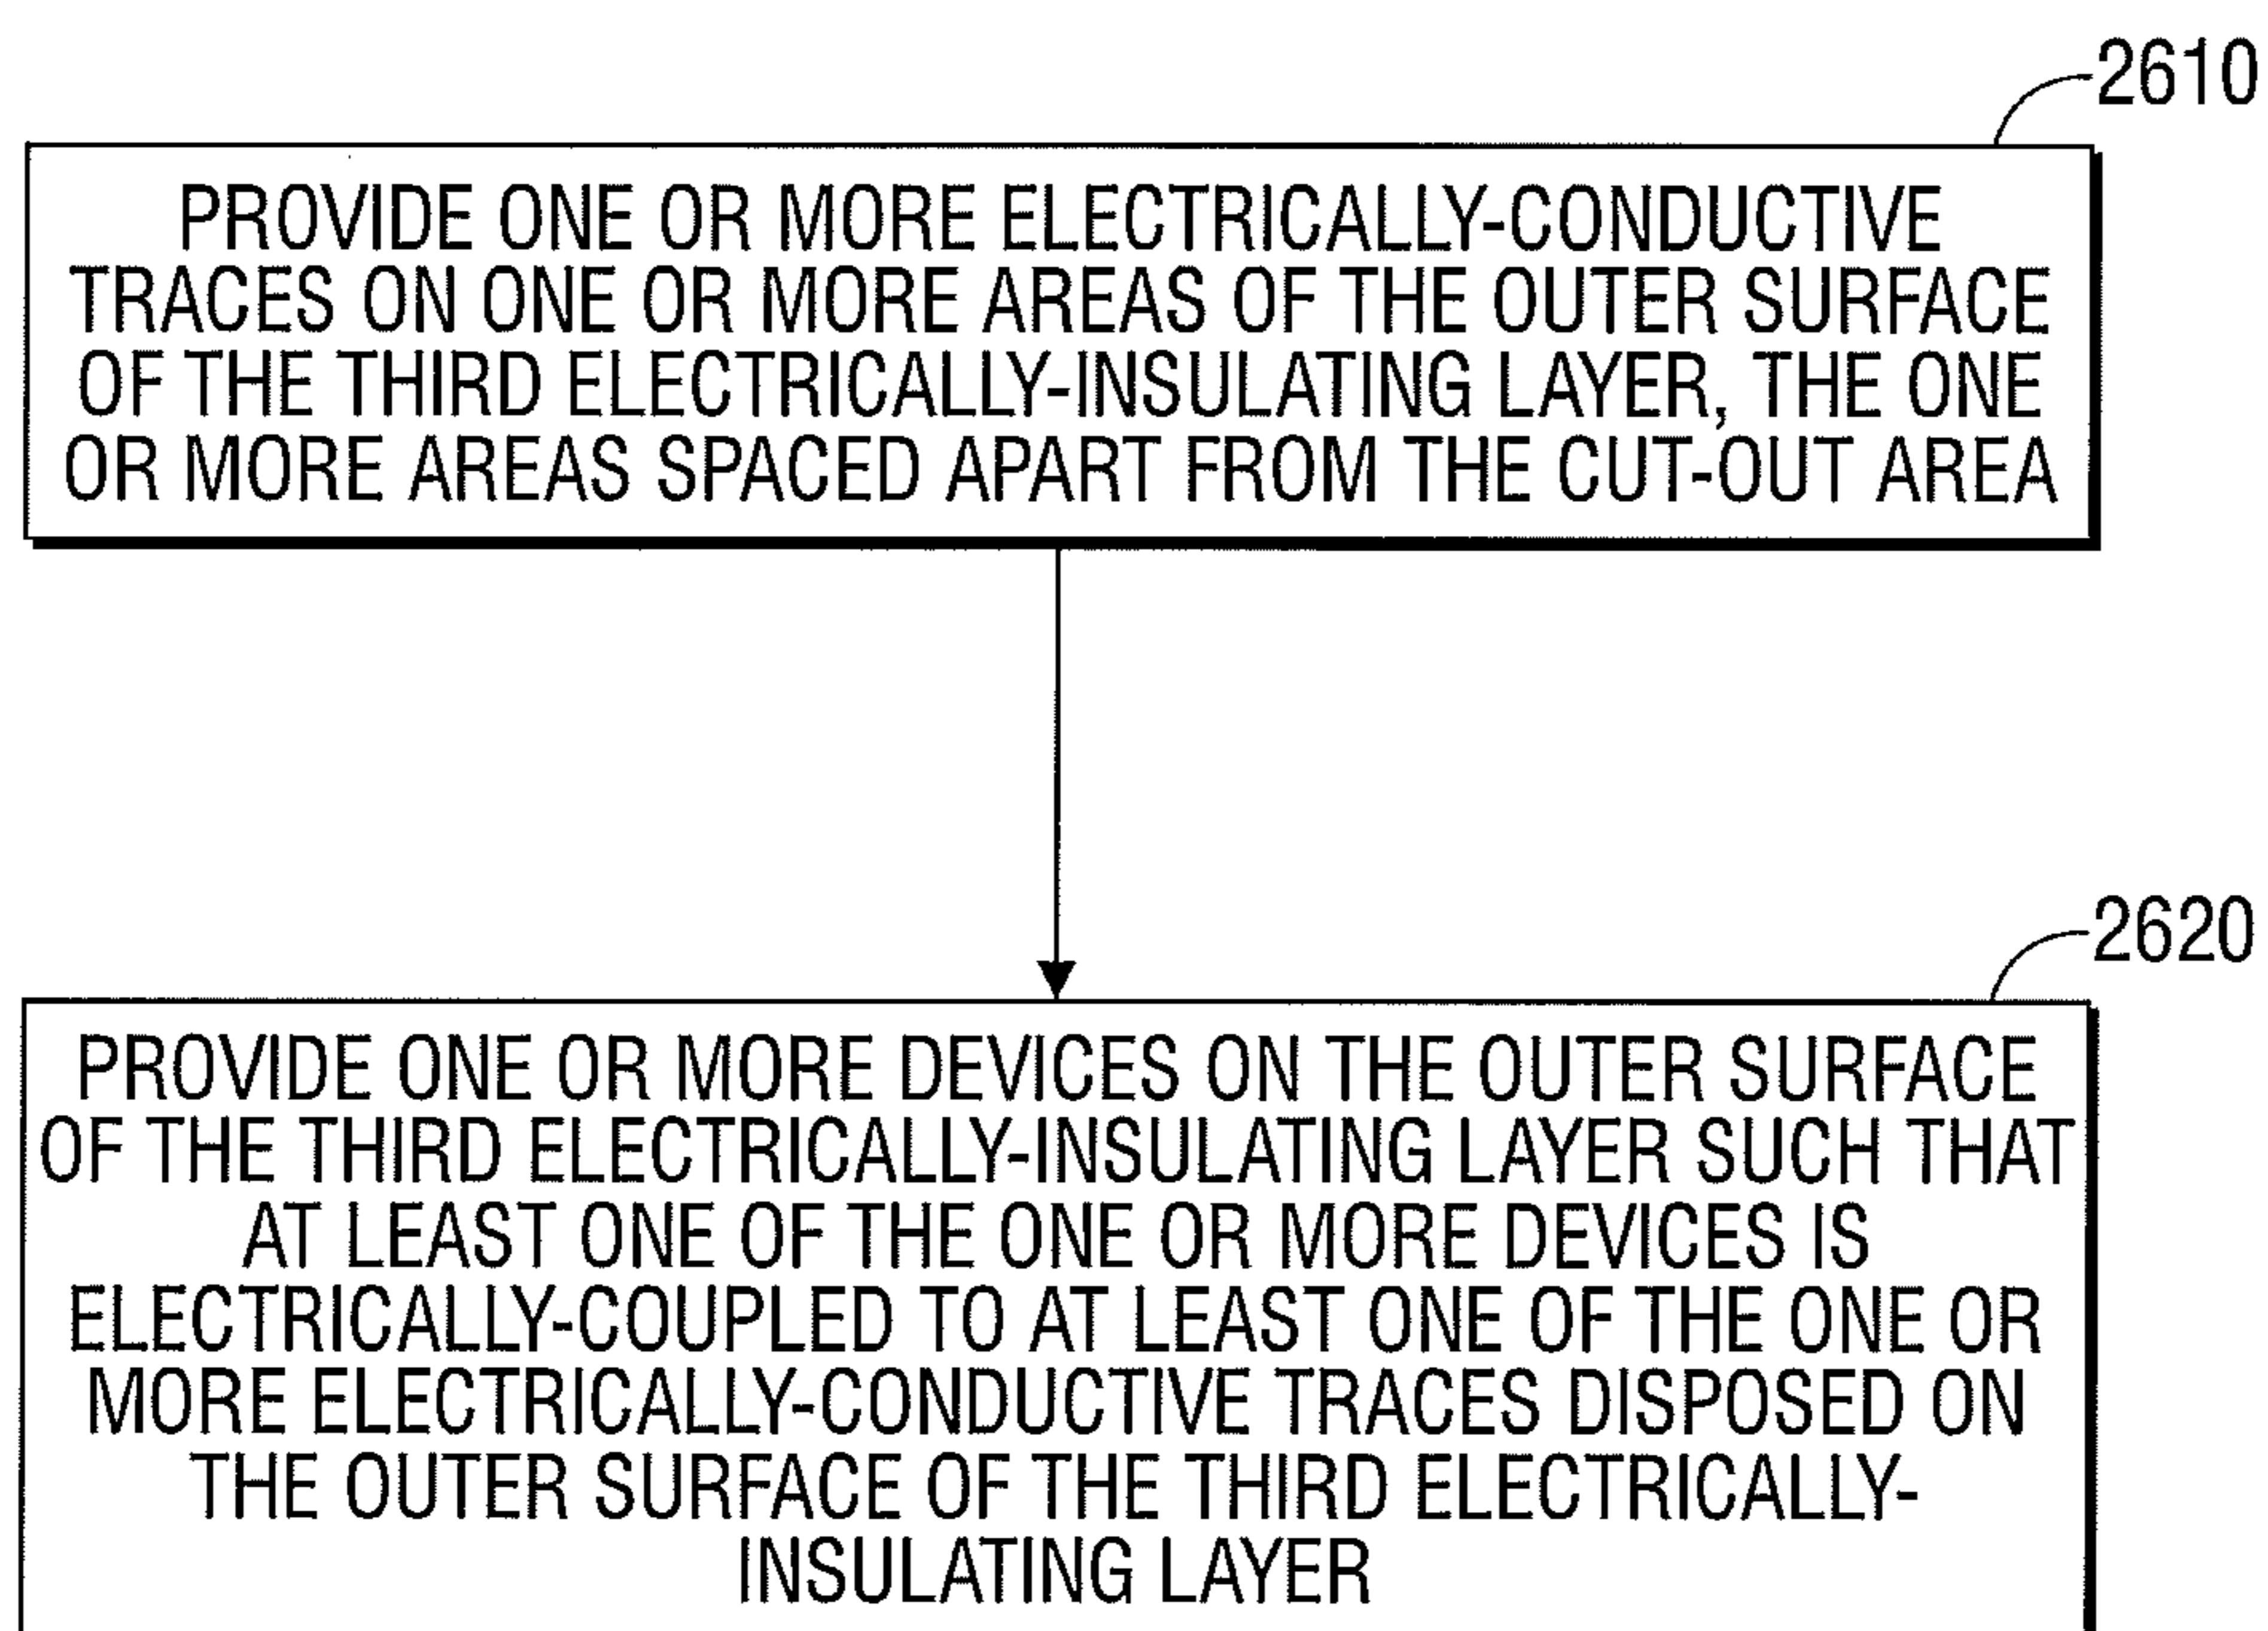 2610
PROVIDE ONE OR MORE ELECTRICALLY-CONDUCTIVE
TRACES ON ONE OR MORE AREAS OF THE OUTER SURFACE
OF THE THIRD ELECTRICALLY-INSULATING LAYER, THE ONE
OR MORE AREAS SPACED APART FROM THE CUT-OUT AREA
2620
PROVIDE ONE OR MORE DEVICES ON THE OUTER SURFACE
OF THE THIRD ELECTRICALLY-INSULATING LAYER SUCH THAT
AT LEAST ONE OF THE ONE OR MORE DEVICES IS
ELECTRICALLY-COUPLED TO AT LEAST ONE OF THE ONE OR
MORE ELECTRICALLY-CONDUCTIVE TRACES DISPOSED ON
THE OUTER SURFACE OF THE THIRD ELECTRICALLY-
INSULATING LAYER